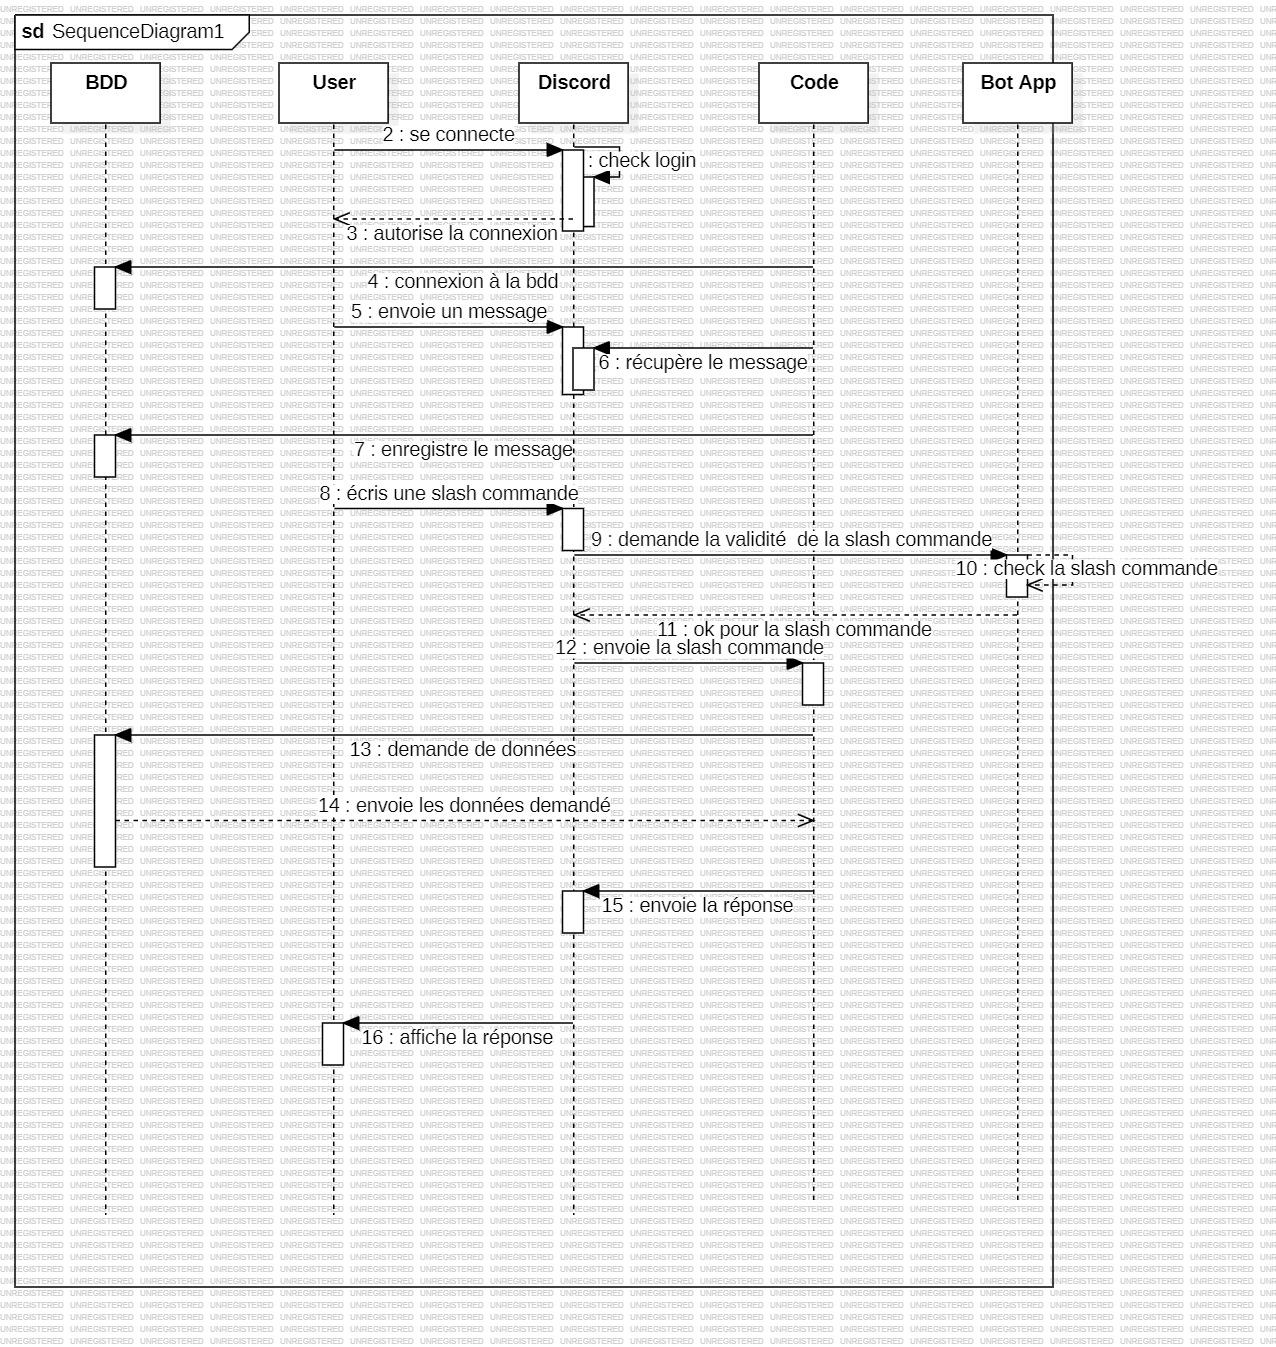 sd SequenceDiagram1
BDD
User
Discord
Code
Bot App
2 : se connecte
: check login
3 : autorise la connexion
4 : connexion à la bdd
5 : envoie un message
6 : récupère le message
7 : enregistre le message
8 : écris une slash commande
9 : demande la validité  de la slash commande
10 : check la slash commande
11 : ok pour la slash commande
12 : envoie la slash commande
13 : demande de données
14 : envoie les données demandé
15 : envoie la réponse
16 : affiche la réponse
UNREGISTERED